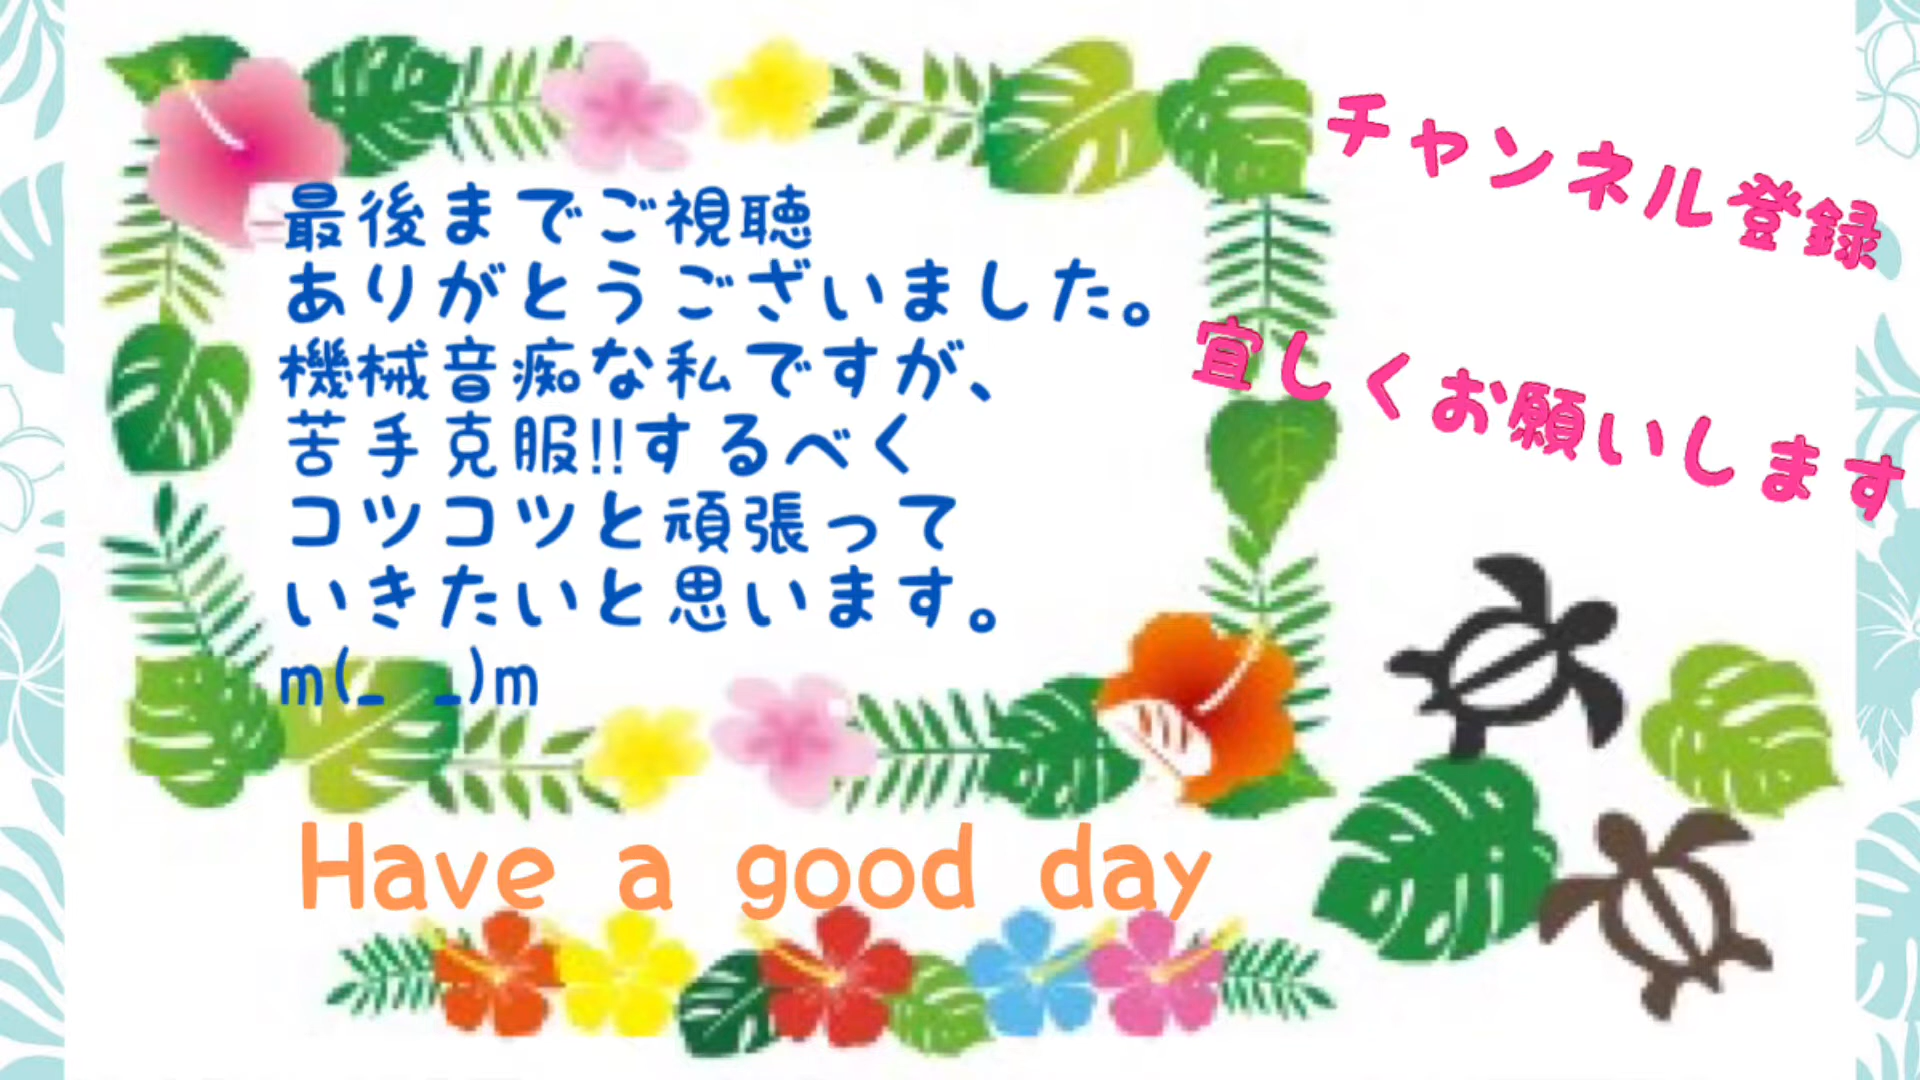 最後までご視聴
ありがとうございました。
機械音痴な私ですが、
苦手克服!!するべく
コツコツと頑張って
いきたいと思います。
m(_ _)m
チャンネル登録
宜しくお願いします
Have a good day